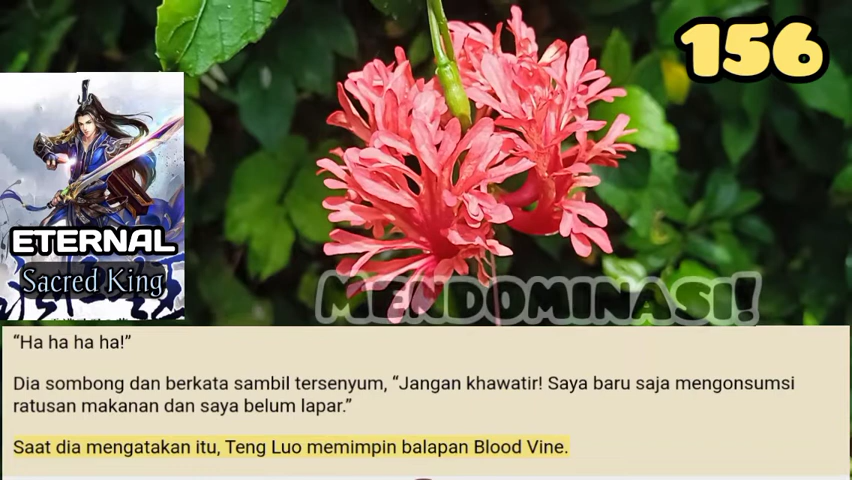 156
ETERNAL
Sacred King
MENDOMINASI!
“Ha ha ha ha!”
Dia sombong dan berkata sambil tersenyum, “Jangan khawatir! Saya baru saja mengonsumsi
ratusan makanan dan saya belum lapar.”
Saat dia mengatakan itu, Teng Luo memimpin balapan Blood Vine.